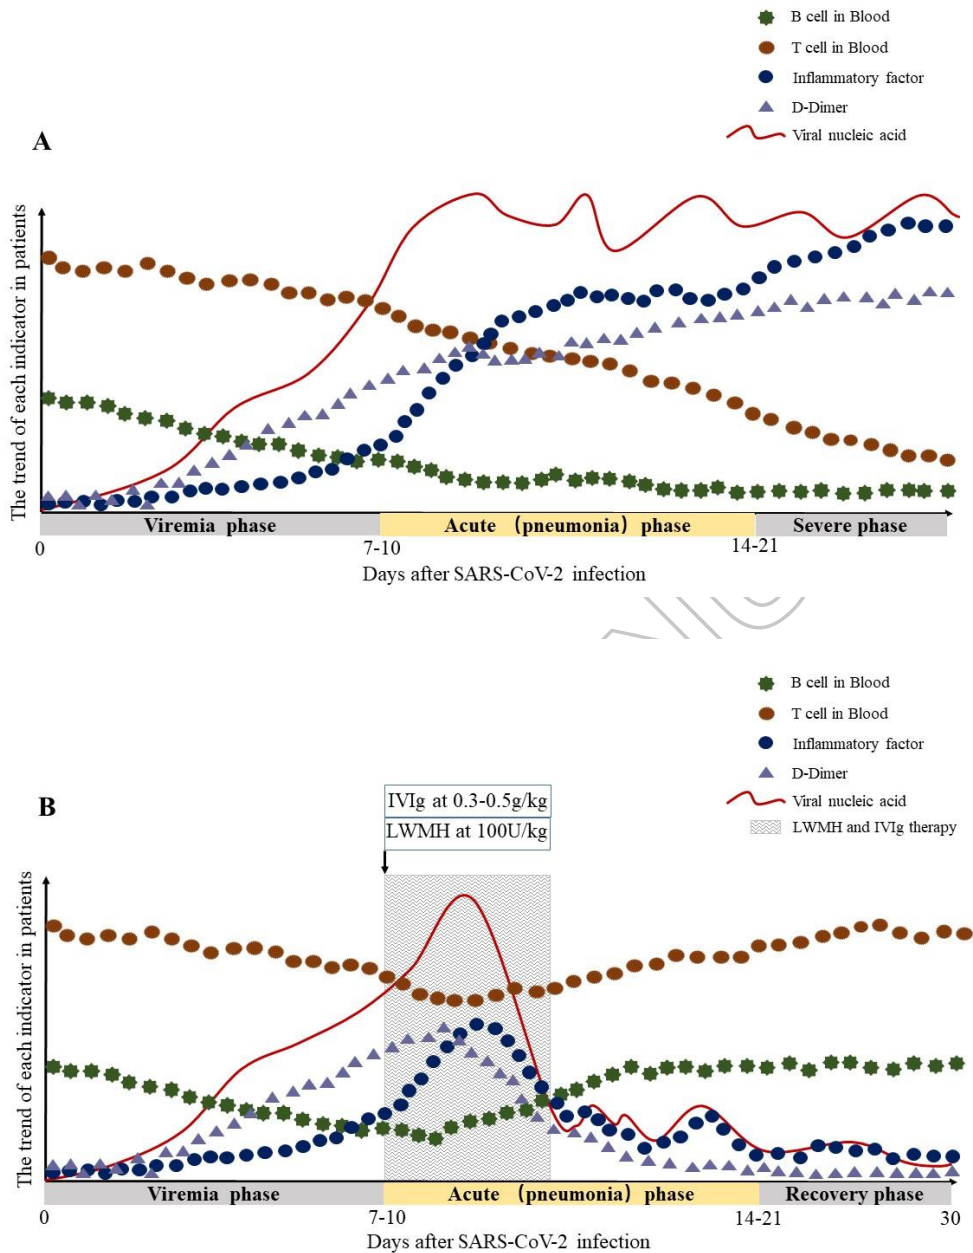 B cell in Blood
T cell in Blood
Inflammatory factor
D-Dimer
Viral nucleic acid
A
The trend of each indicator in patients
Viremia phase
Acute (pneumonia) phase
Severe phase
0
7-10
14-21
Days after SARS-CoV-2 infection
B cell in Blood
T cell in Blood
Inflammatory factor
D-Dimer
Viral nucleic acid
LWMH and IVIg therapy
B
IVIg at 0.3-0.5g/kg
LWMH at 100U/kg
The trend of each indicator in patients
Viremia phase
Acute (pneumonia) phase
Recovery phase
0
7-10
14-21
30
Days after SARS-CoV-2 infection